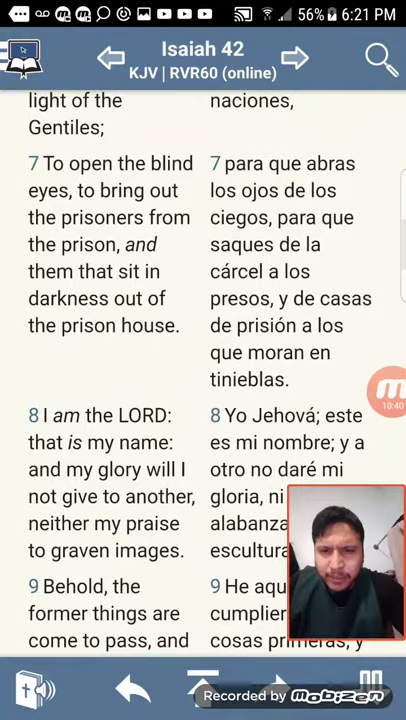 56% 6:21 PM
Isaiah 42
KJV | RVR60 (online)
light of the
Gentiles;
7 To open the blind
eyes, to bring out
the prisoners from
the prison, and
them that sit in
darkness out of
the prison house.
8 I am the LORD:
that is my name:
and my glory will I
not give to another,
neither my praise
to graven images.
9 Behold, the
former things are
come to pass, and
naciones,
7 para que abras
los ojos de los
ciegos, para que
saques de la
cárcel a los
presos, y de casas
de prisión a los
que moran en
tinieblas.
8 Yo Jehová; este
es mi nombre; y a
otro no daré mi
gloria, ni
alabanza
escultura
9 He aqu
cumplier
cosas primeras, y
10:40
Recorded by mobizen